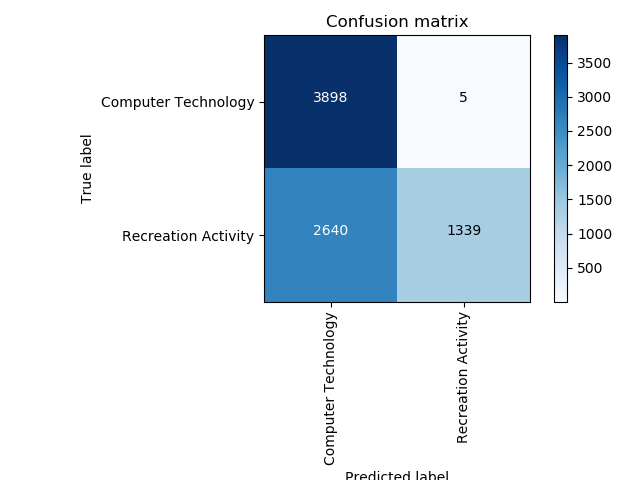 Confusion matrix
True label
Computer Technology
3898
5
Recreation Activity
2640
1339
3500
3000
2500
2000
1500
1000
500
Computer Technology
Recreation Activity
Predicted label